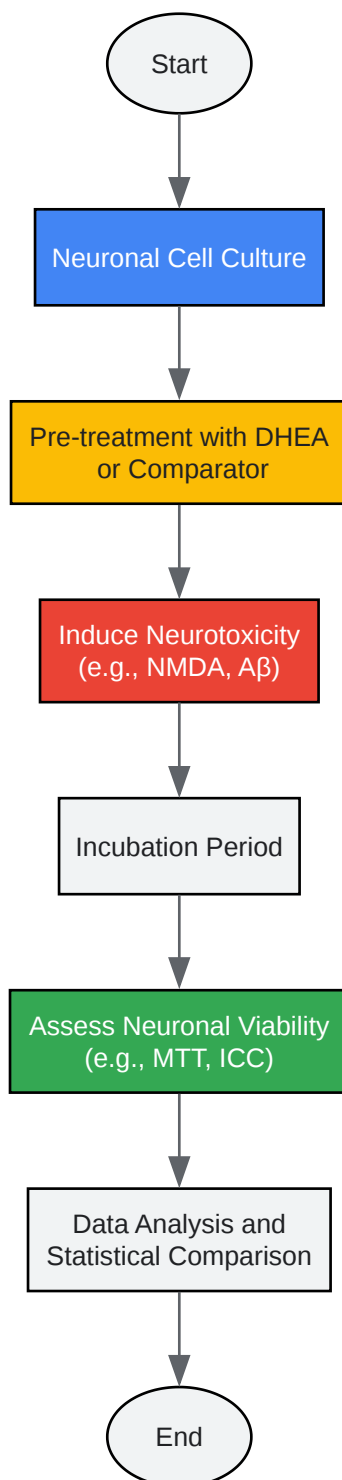 Start
Neuronal Cell Culture
Pre-treatment with DHEA
or Comparator
Induce Neurotoxicity
(e.g., NMDA, Aβ)
Incubation Period
Assess Neuronal Viability
(e.g., MTT, ICC)
Data Analysis and
Statistical Comparison
End